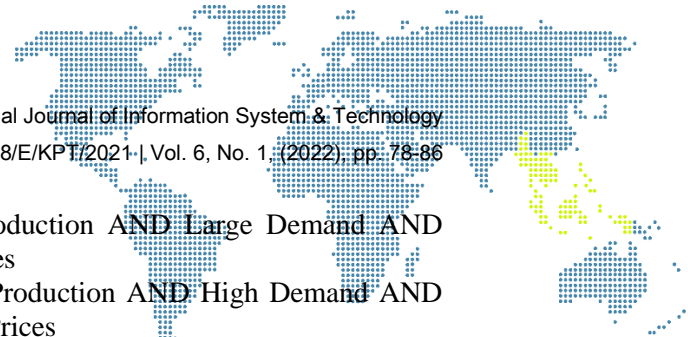 al Journal of Information System & Technology
8/E/KPT/2021 | Vol. 6, No. 1, (2022), pp. 78-86
oduction AND Large Demand AND
es
Production AND High Demand AND
Prices